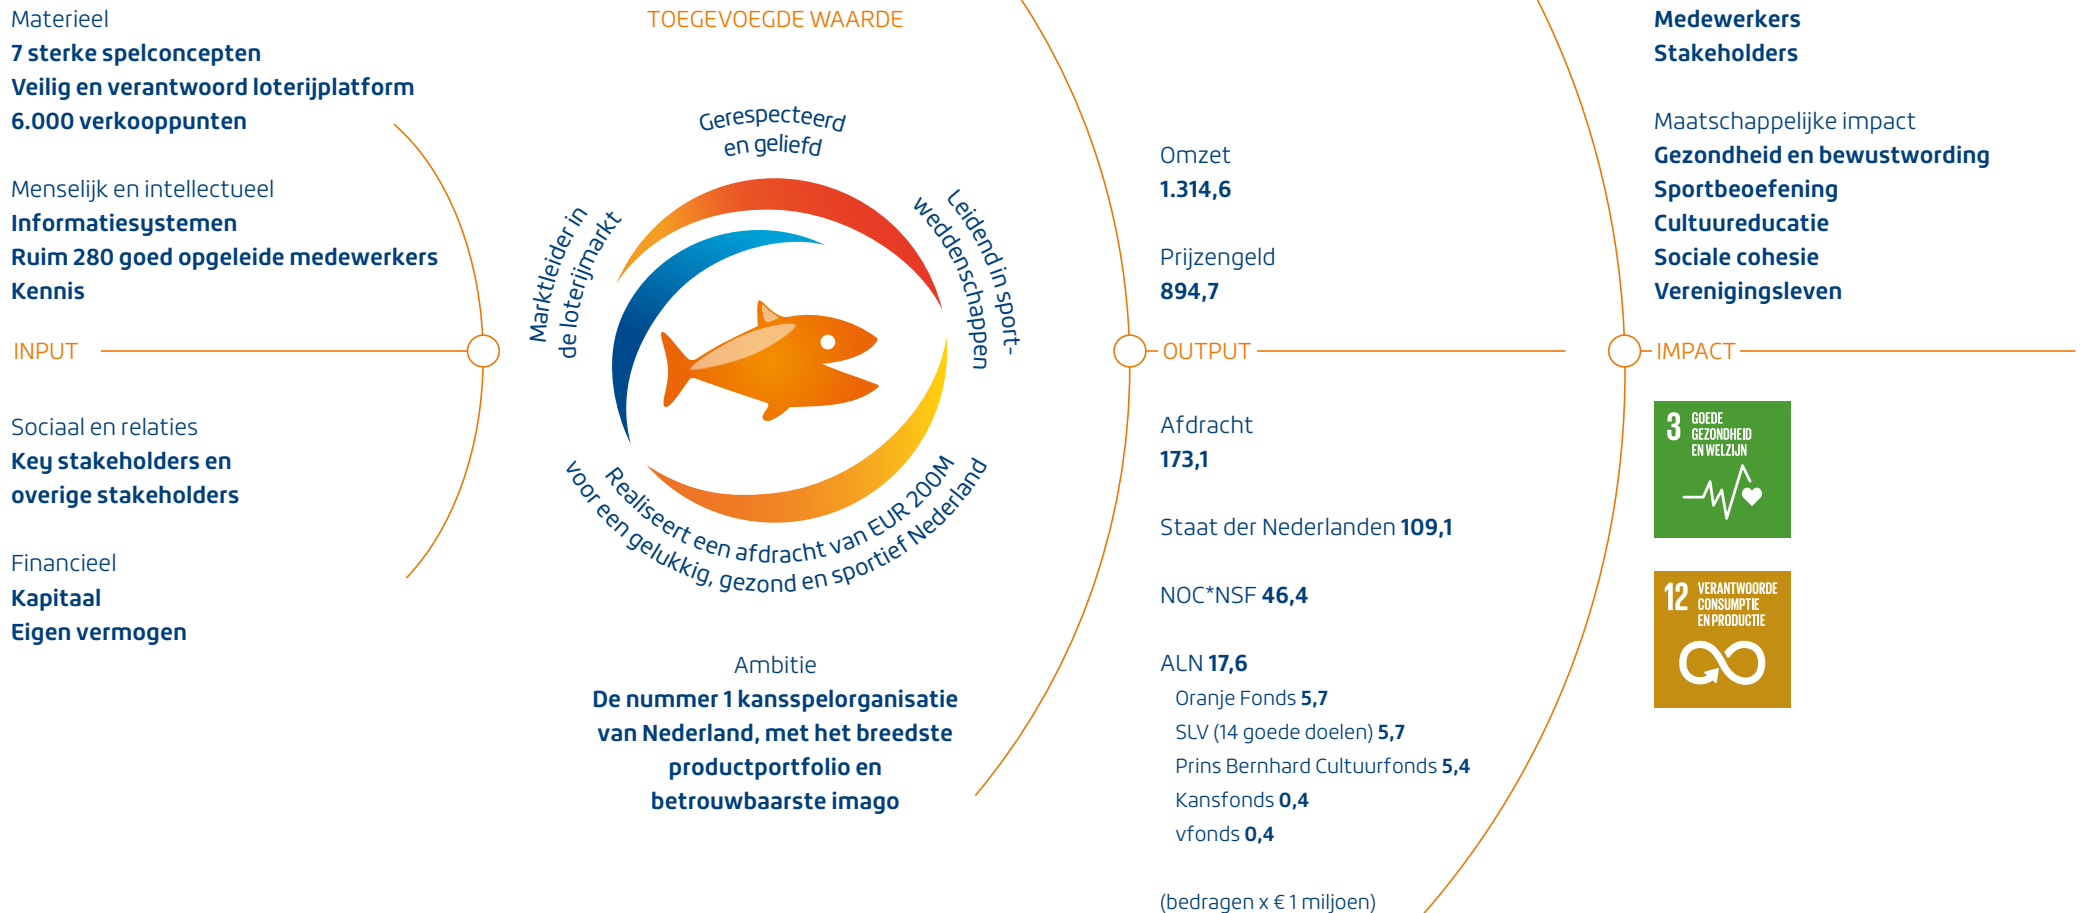 Materieel
7 sterke spelconcepten
Veilig en verantwoord loterijplatform
6.000 verkooppunten
Menselijk en intellectueel
Informatiesystemen
Ruim 280 goed opgeleide medewerkers
Kennis
INPUT
Sociaal en relaties
Key stakeholders en
overige stakeholders
Financieel
Kapitaal
Eigen vermogen
TOEGEVOEGDE WAARDE
Gerespecteerd
en geliefd
Marktleider in
de loterijmarkt
Leidend in sport-
weddenschappen
Realiseert een afdracht van EUR 200M
voor een gelukkig, gezond en sportief Nederland
Ambitie
De nummer 1 kansspelorganisatie
van Nederland, met het breedste
productportfolio en
betrouwbaarste imago
Omzet
1.314,6
Prijzengeld
894,7
OUTPUT
Afdracht
173,1
Staat der Nederlanden 109,1
NOC*NSF 46,4
ALN 17,6
Oranje Fonds 5,7
SLV (14 goede doelen) 5,7
Prins Bernhard Cultuurfonds 5,4
Kansfonds 0,4
vfonds 0,4
(bedragen x € 1 miljoen)
Medewerkers
Stakeholders
Maatschappelijke impact
Gezondheid en bewustwording
Sportbeoefening
Cultuureducatie
Sociale cohesie
Verenigingsleven
IMPACT
3 GOEDE
GEZONDHEID
EN WELZIJN
12 VERANTWOORDE
CONSUMPTIE
EN PRODUCTIE